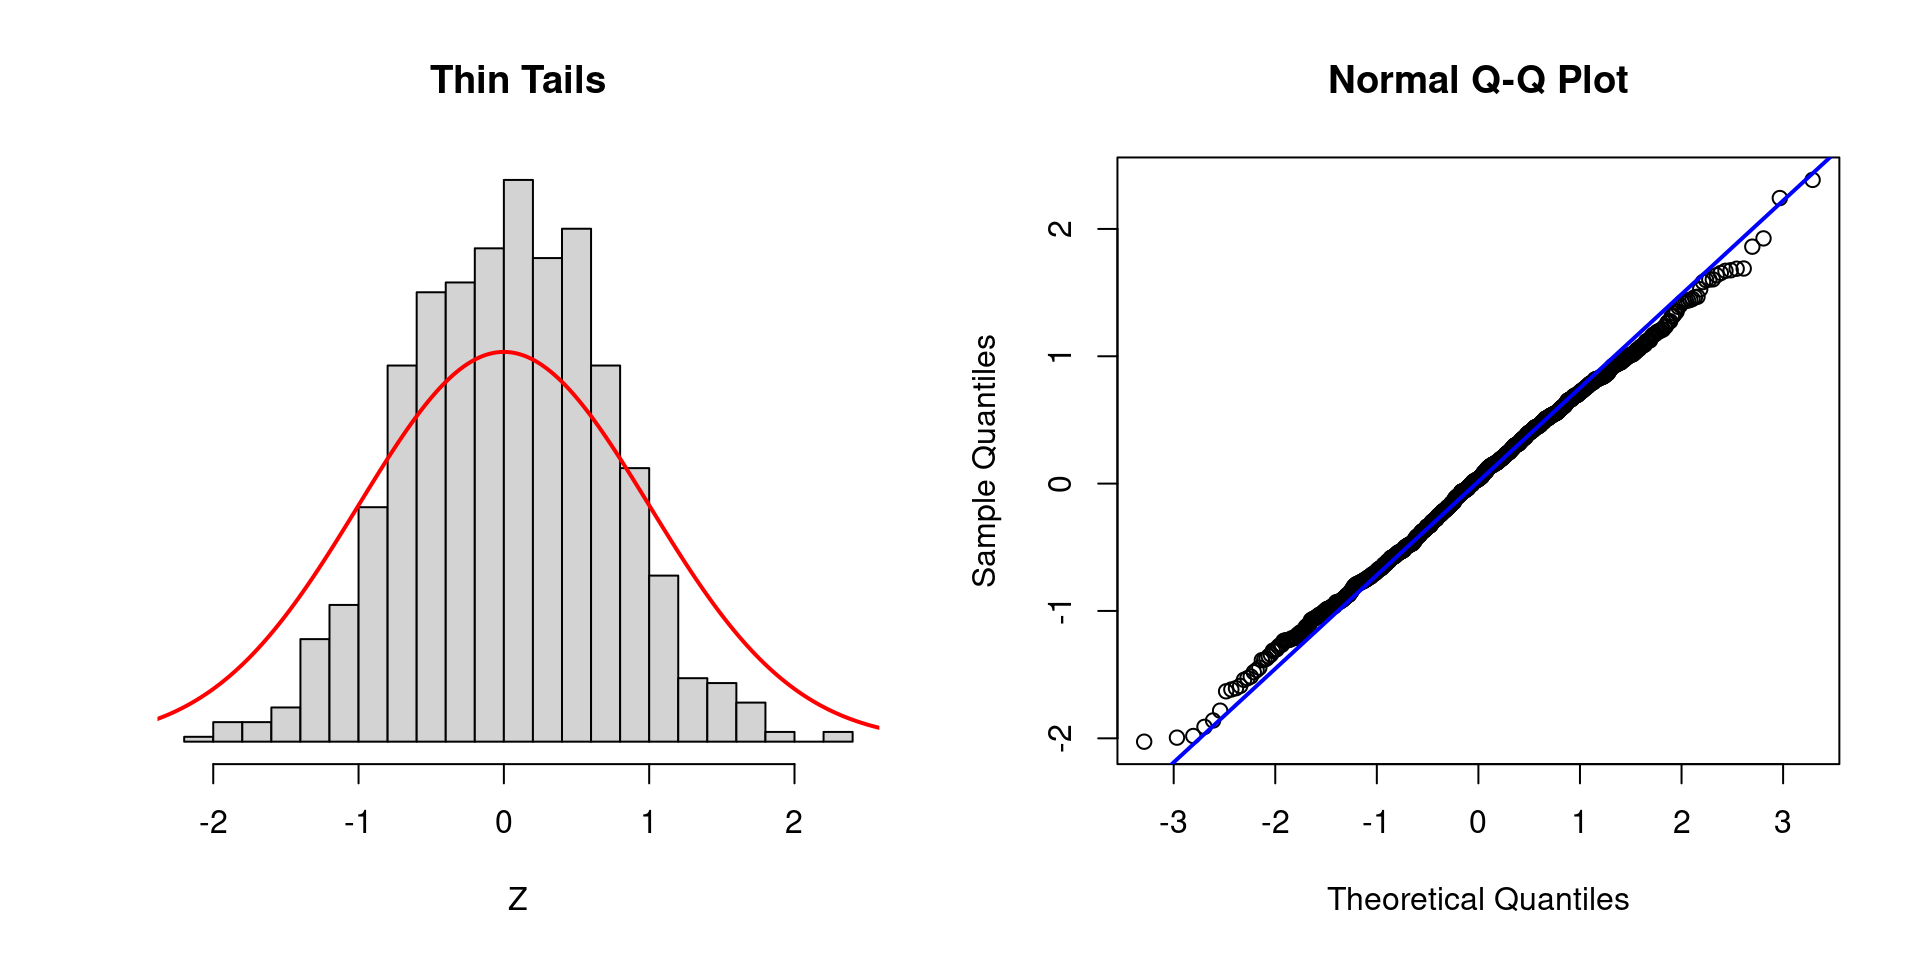 Thin Tails
-2 -1 0 1 2
Z
Normal Q-Q Plot
Sample Quantiles
2
1
0
-1
-2
-3 -2 -1 0 1 2 3
Theoretical Quantiles